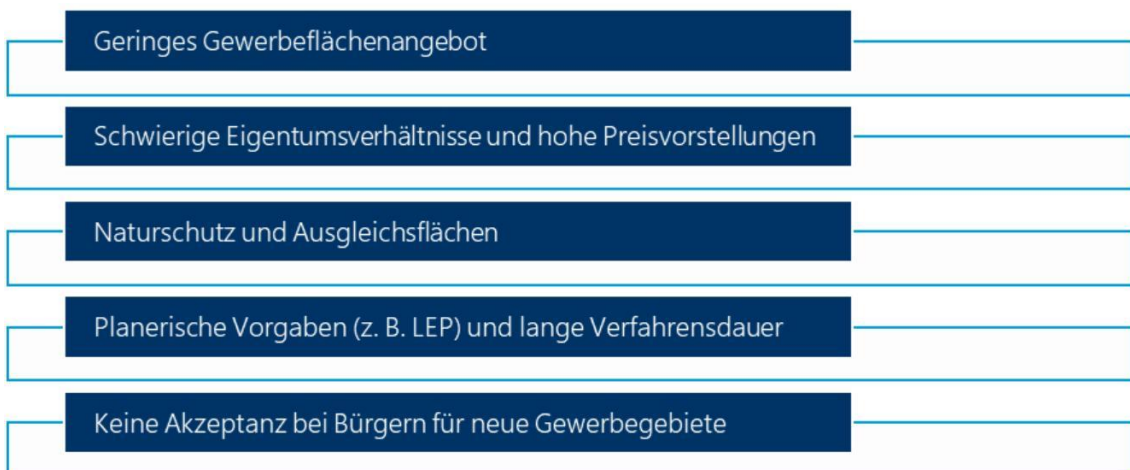 Geringes Gewerbeflächenangebot
Schwierige Eigentumsverhältnisse und hohe Preisvorstellungen
Naturschutz und Ausgleichsflächen
Planerische Vorgaben (z. B. LEP) und lange Verfahrensdauer
Keine Akzeptanz bei Bürgern für neue Gewerbegebiete